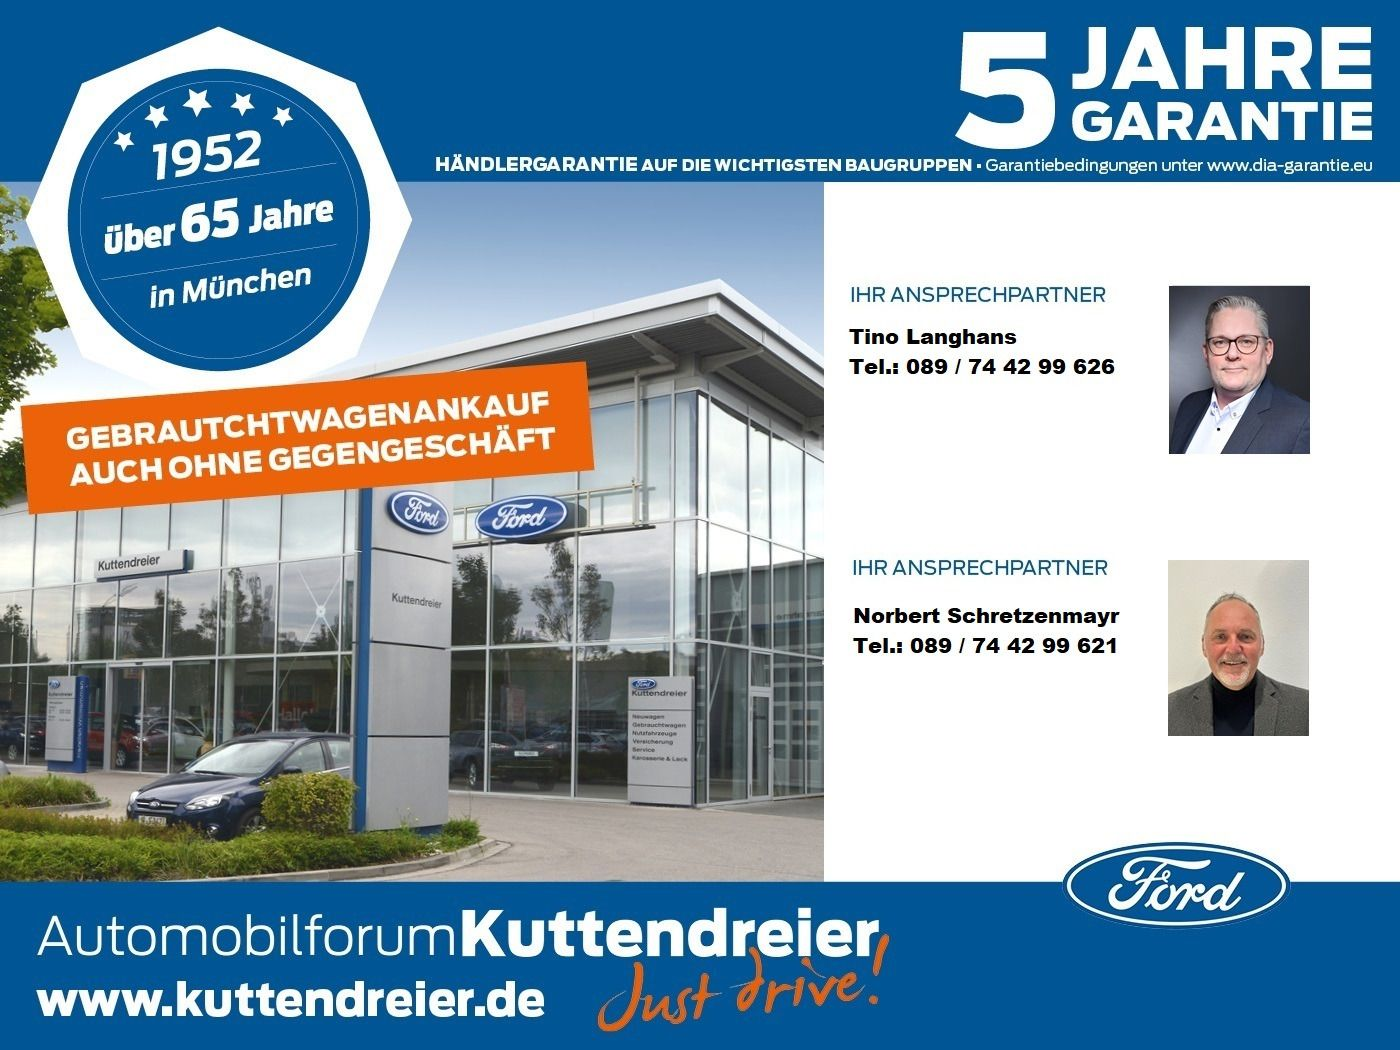 1952
über 65 Jahre
in München
5 JAHRE
GARANTIE
HÄNDLERGARANTIE AUF DIE WICHTIGSTEN BAUGRUPPEN • Garantiebedingungen unter www.dia-garantie.eu
GEBRAUTCHTWAGENANKAUF
AUCH OHNE GEGENGESCHÄFT
IHR ANSPRECHPARTNER
Tino Langhans
Tel.: 089 / 74 42 99 626
IHR ANSPRECHPARTNER
Norbert Schretzenmayr
Tel.: 089 / 74 42 99 621
Ford
Ford
Kuttendreier
Kuttendreier
Ford
Kuttendreier
Hallo
Ford
Kuttendreier
Neuwagen
Gebrauchtwagen
Nutzfahrzeuge
Versicherung
Service
Karosserie & Lack
Ford
AutomobilforumKuttendreier
Just drive!
www.kuttendreier.de